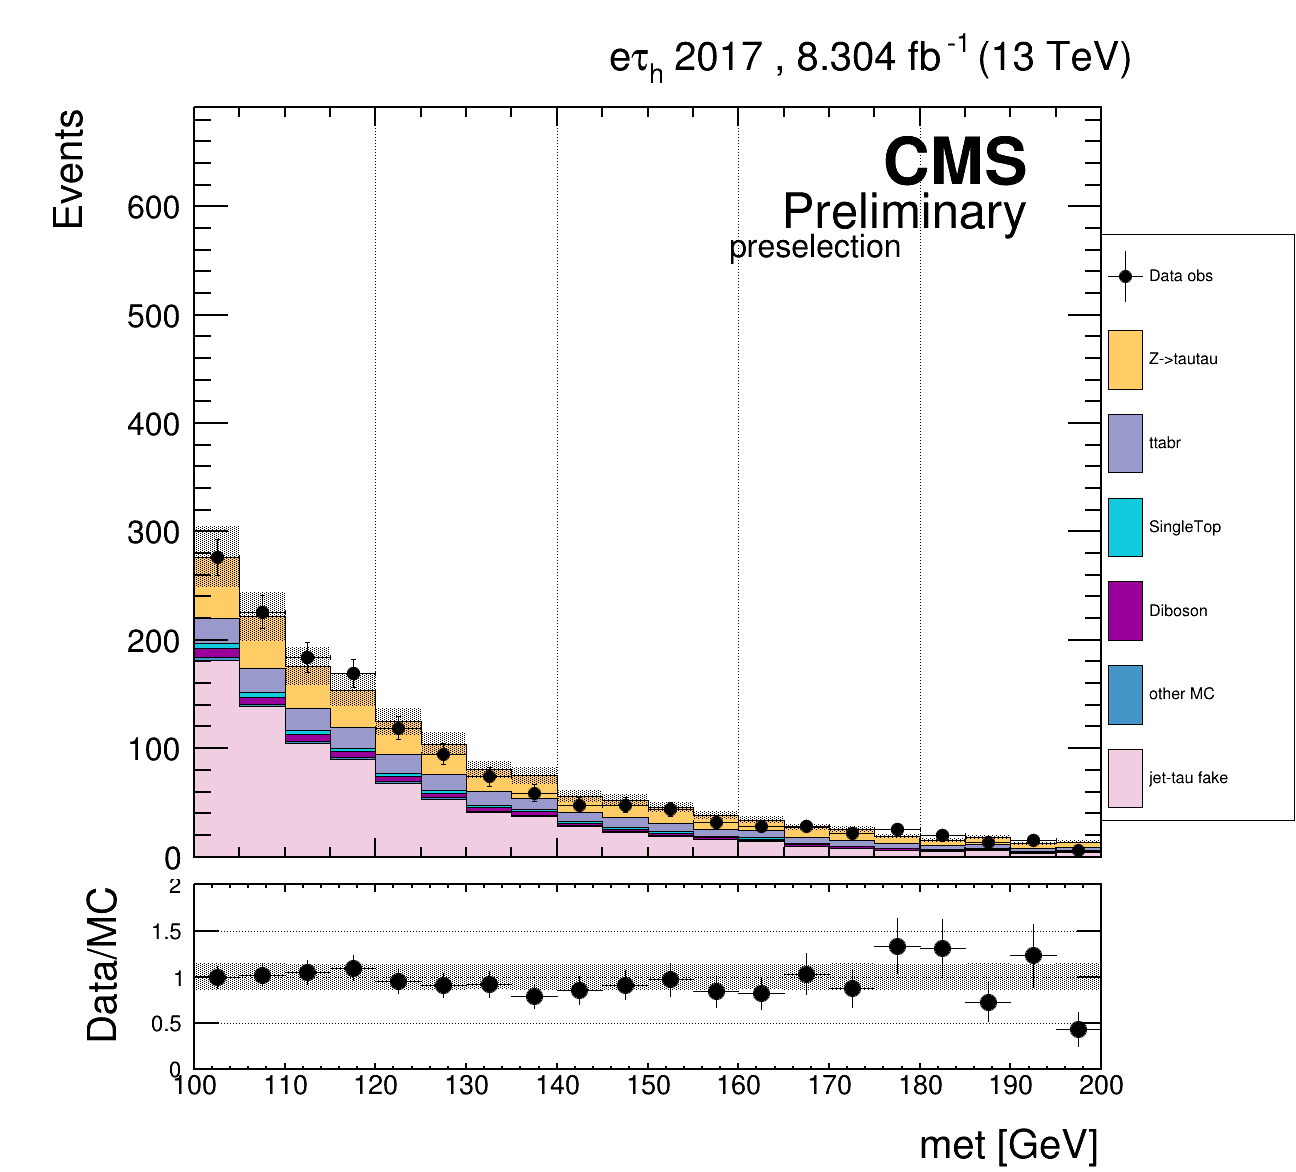 eτh 2017 , 8.304 fb-1 (13 TeV)
Events
CMS
Preliminary
preselection
600
500
400
300
200
100
0
Data obs
Z->tautau
ttabr
SingleTop
Diboson
other MC
jet-tau fake
Data/MC
2
1.5
1
0.5
0
100 110 120 130 140 150 160 170 180 190 200
met [GeV]